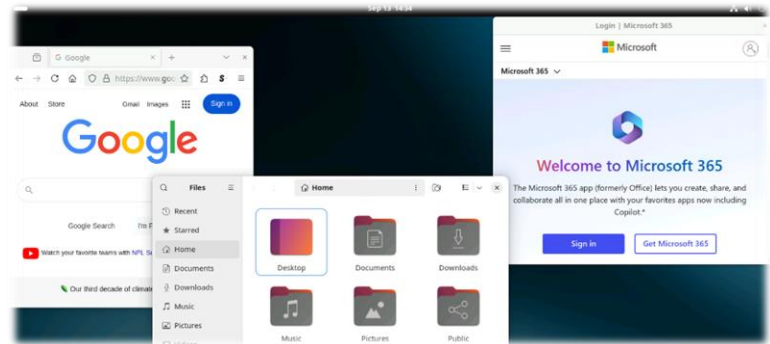 Sep 13 14:34
G Google
https://www.goo
About Store Gmail Images Sign in
Google
Google Search
Watch your favorite teams with NFL
Our third decade of climate
Files
Recent
Starred
Home
Documents
Downloads
Music
Pictures
Videos
Home
Desktop Documents Downloads
Music Pictures Public
Login | Microsoft 365
Microsoft
Microsoft 365
Welcome to Microsoft 365
The Microsoft 365 app (formerly Office) lets you create, share, and
collaborate all in one place with your favorites apps now including
Copilot.*
Sign in Get Microsoft 365